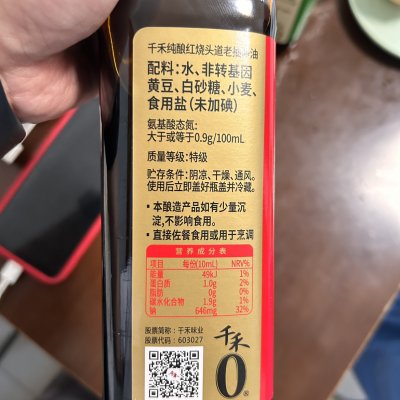 千禾纯酿红烧头道老抽酱油
配料：水、非转基因
黄豆、白砂糖、小麦、
食用盐（未加碘）
氨基酸态氮：
大于或等于0.9g/100mL
质量等级：特级
贮存条件：阴凉、干燥、通风。
使用后立即盖好瓶盖并冷藏。
• 本酿造产品如有少量沉
淀,不影响食用。
• 直接佐餐食用或用于烹调
营养成分表
项目 每份(10mL) NRV%
能量 49kJ 1%
蛋白质 1.0g 2%
脂肪 0g 0%
碳水化合物 1.9g 1%
钠 646mg 32%
股票简称：千禾味业
股票代码：603027
千禾
0®